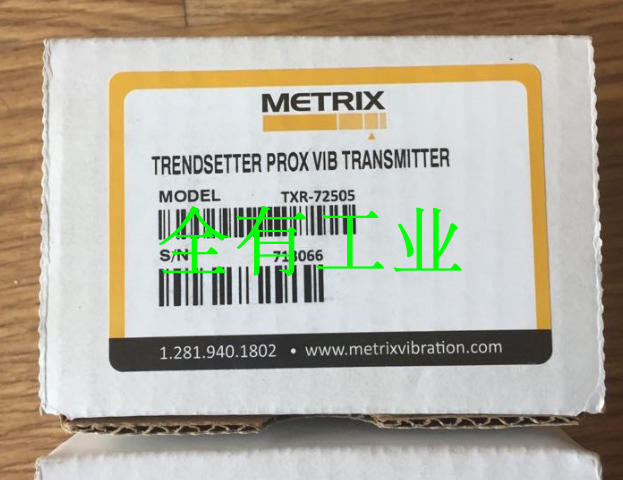 METRIX
TRENDSETTER PROX VIB TRANSMITTER
MODEL TXR-72505
全有工业
S/N
1.281.940.1802 • www.metrixvibration.com